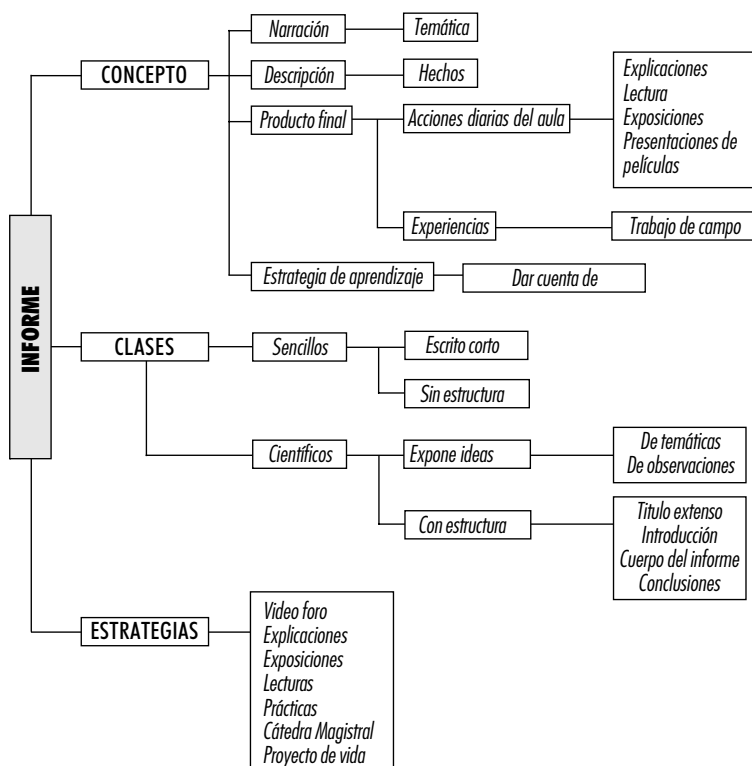 INFORME
CONCEPTO
Narración
Temática
Descripción
Hechos
Producto final
Acciones diarias del aula
Explicaciones
Lectura
Exposiciones
Presentaciones de
películas
Experiencias
Trabajo de campo
Estrategia de aprendizaje
Dar cuenta de
CLASES
Sencillos
Escrito corto
Sin estructura
Científicos
Expone ideas
De temáticas
De observaciones
Con estructura
Titulo extenso
Introducción
Cuerpo del informe
Conclusiones
ESTRATEGIAS
Video foro
Explicaciones
Exposiciones
Lecturas
Prácticas
Cátedra Magistral
Proyecto de vida